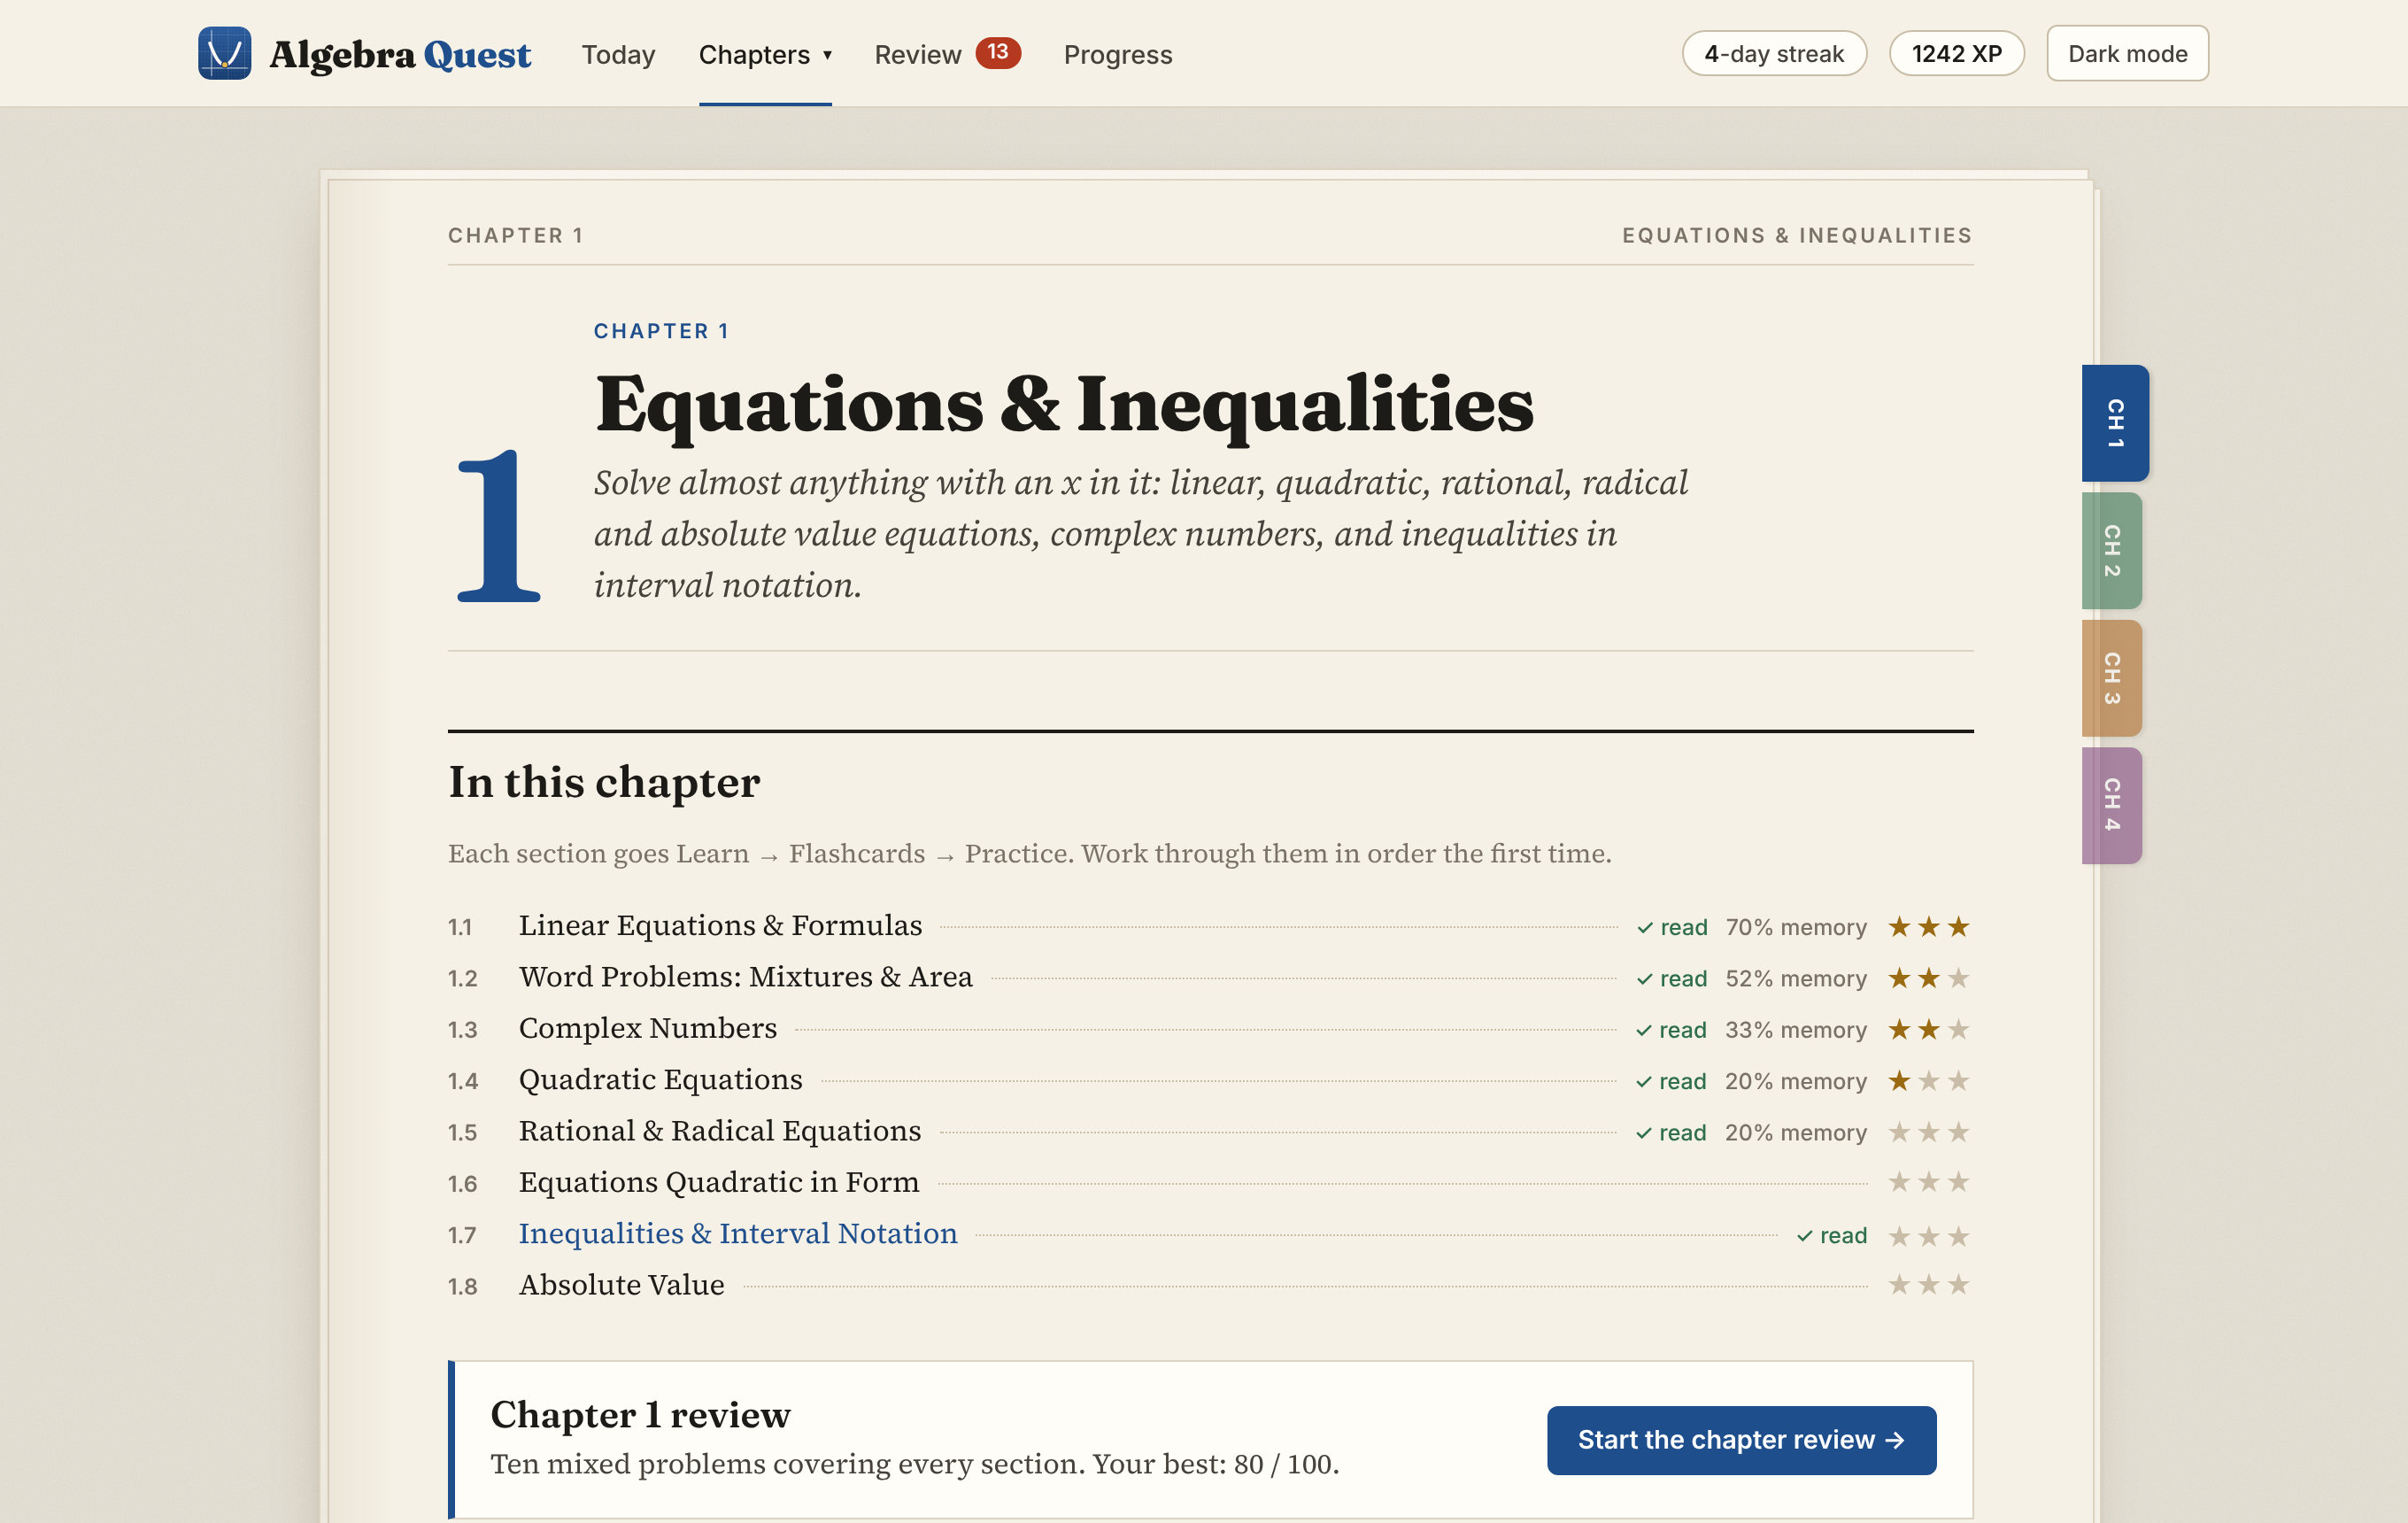 Algebra Quest Today Chapters ▾ Review 13 Progress 4-day streak 1242 XP Dark mode
CHAPTER 1 EQUATIONS & INEQUALITIES
CHAPTER 1
Equations & Inequalities
1
Solve almost anything with an x in it: linear, quadratic, rational, radical
and absolute value equations, complex numbers, and inequalities in
interval notation.
CH 1
CH 2
CH 3
CH 4
In this chapter
Each section goes Learn → Flashcards → Practice. Work through them in order the first time.
1.1 Linear Equations & Formulas ✓ read 70% memory ★★★
1.2 Word Problems: Mixtures & Area ✓ read 52% memory ★★★
1.3 Complex Numbers ✓ read 33% memory ★★★
1.4 Quadratic Equations ✓ read 20% memory ★★★
1.5 Rational & Radical Equations ✓ read 20% memory ★★★
1.6 Equations Quadratic in Form ★★★
1.7 Inequalities & Interval Notation ✓ read ★★★
1.8 Absolute Value ★★★
Chapter 1 review
Ten mixed problems covering every section. Your best: 80 / 100.
Start the chapter review →